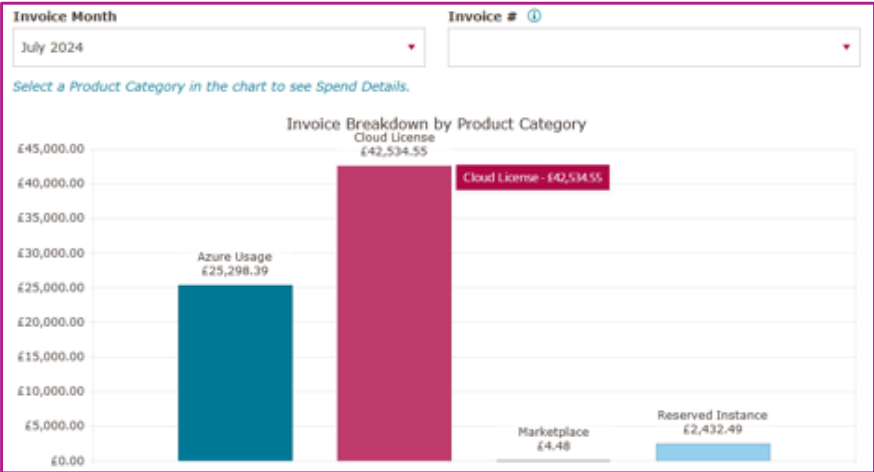 Invoice Month
Invoice #
July 2024
Select a Product Category in the chart to see Spend Details.
Invoice Breakdown by Product Category
£45,000.00
£40,000.00
£35,000.00
£30,000.00
£25,000.00
£20,000.00
£15,000.00
£10,000.00
£5,000.00
£0.00
Azure Usage
£25,298.39
Cloud License
£42,534.55
Cloud License - £42,534.55
Marketplace
£4.48
Reserved Instance
£2,432.49